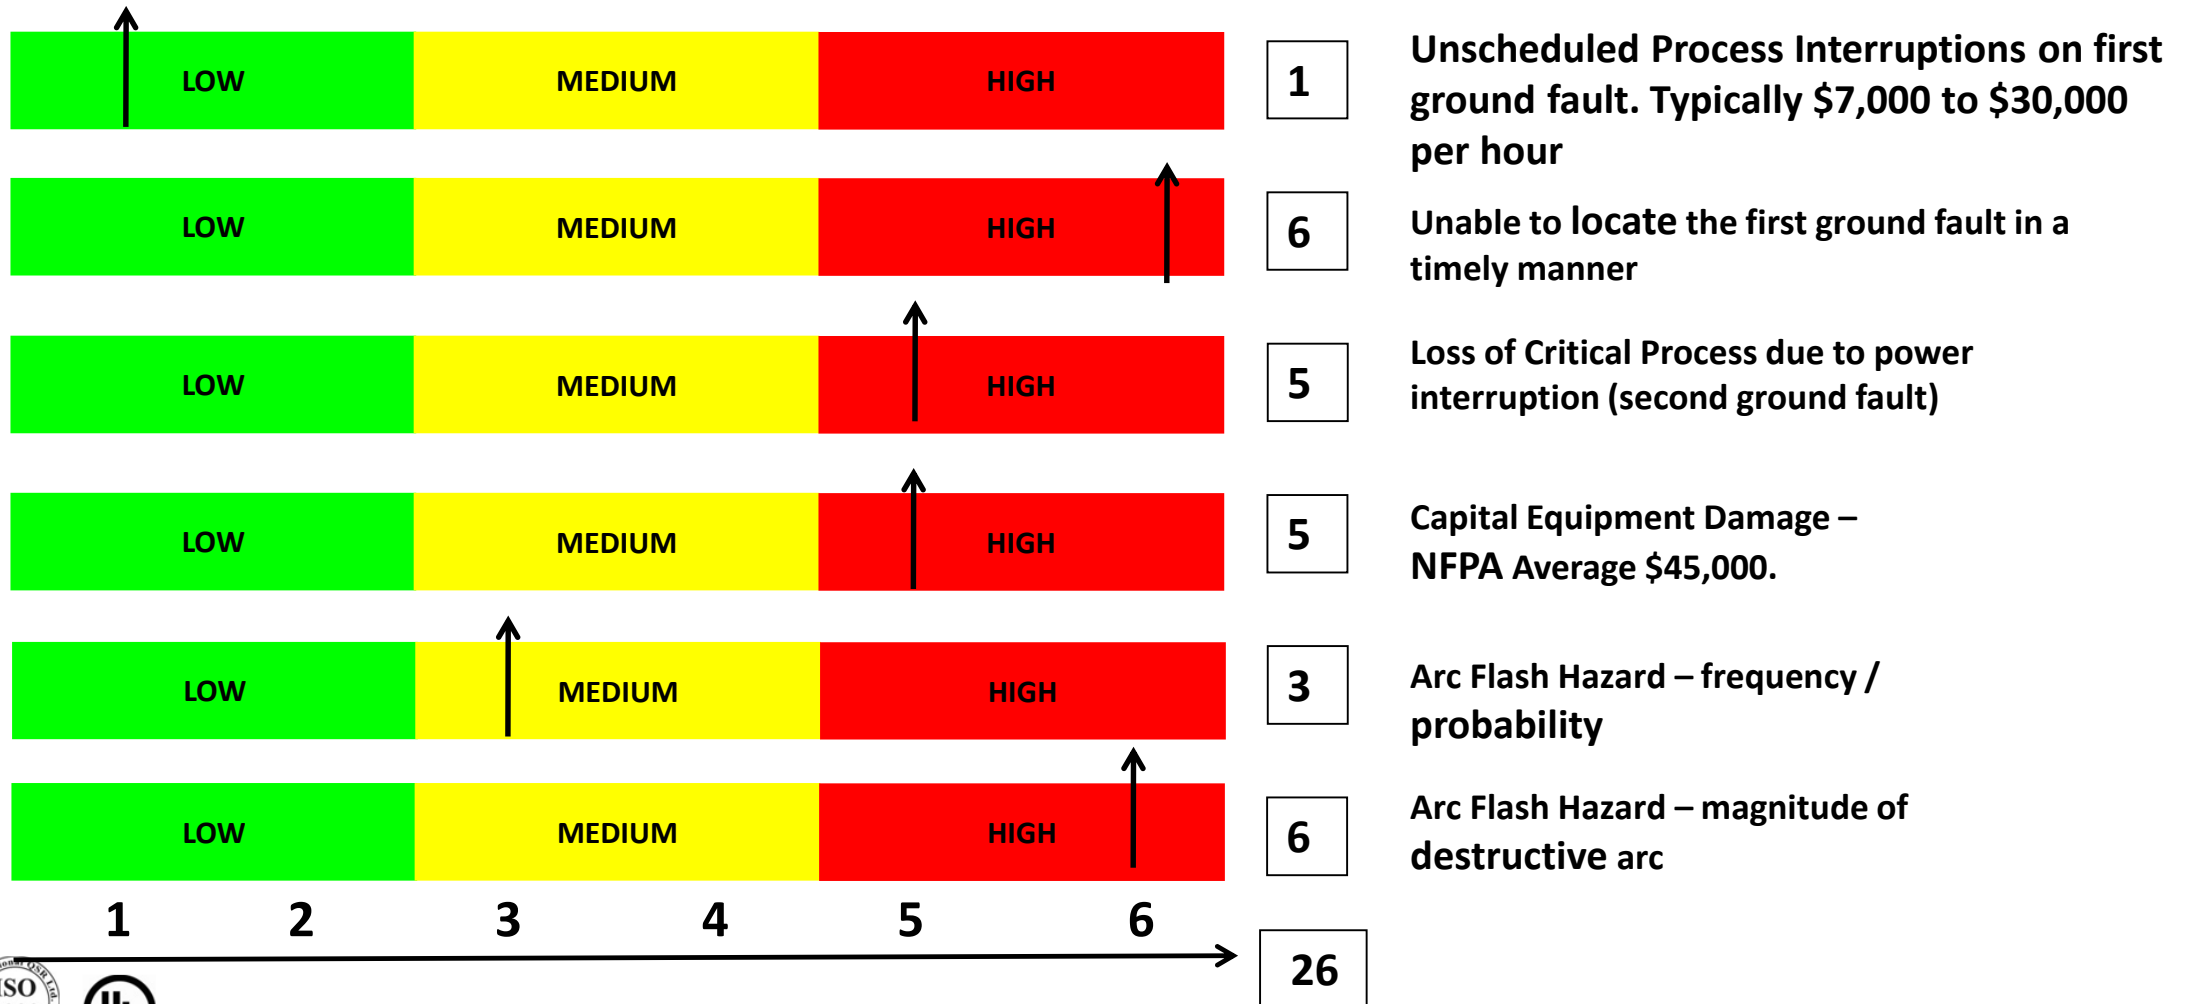 LOW MEDIUM HIGH 1
Unscheduled Process Interruptions on first
ground fault. Typically $7,000 to $30,000
per hour
LOW MEDIUM HIGH 6
Unable to locate the first ground fault in a
timely manner
LOW MEDIUM HIGH 5
Loss of Critical Process due to power
interruption (second ground fault)
LOW MEDIUM HIGH 5
Capital Equipment Damage –
NFPA Average $45,000.
LOW MEDIUM HIGH 3
Arc Flash Hazard – frequency /
probability
LOW MEDIUM HIGH 6
Arc Flash Hazard – magnitude of
destructive arc
1 2 3 4 5 6
26
ISO